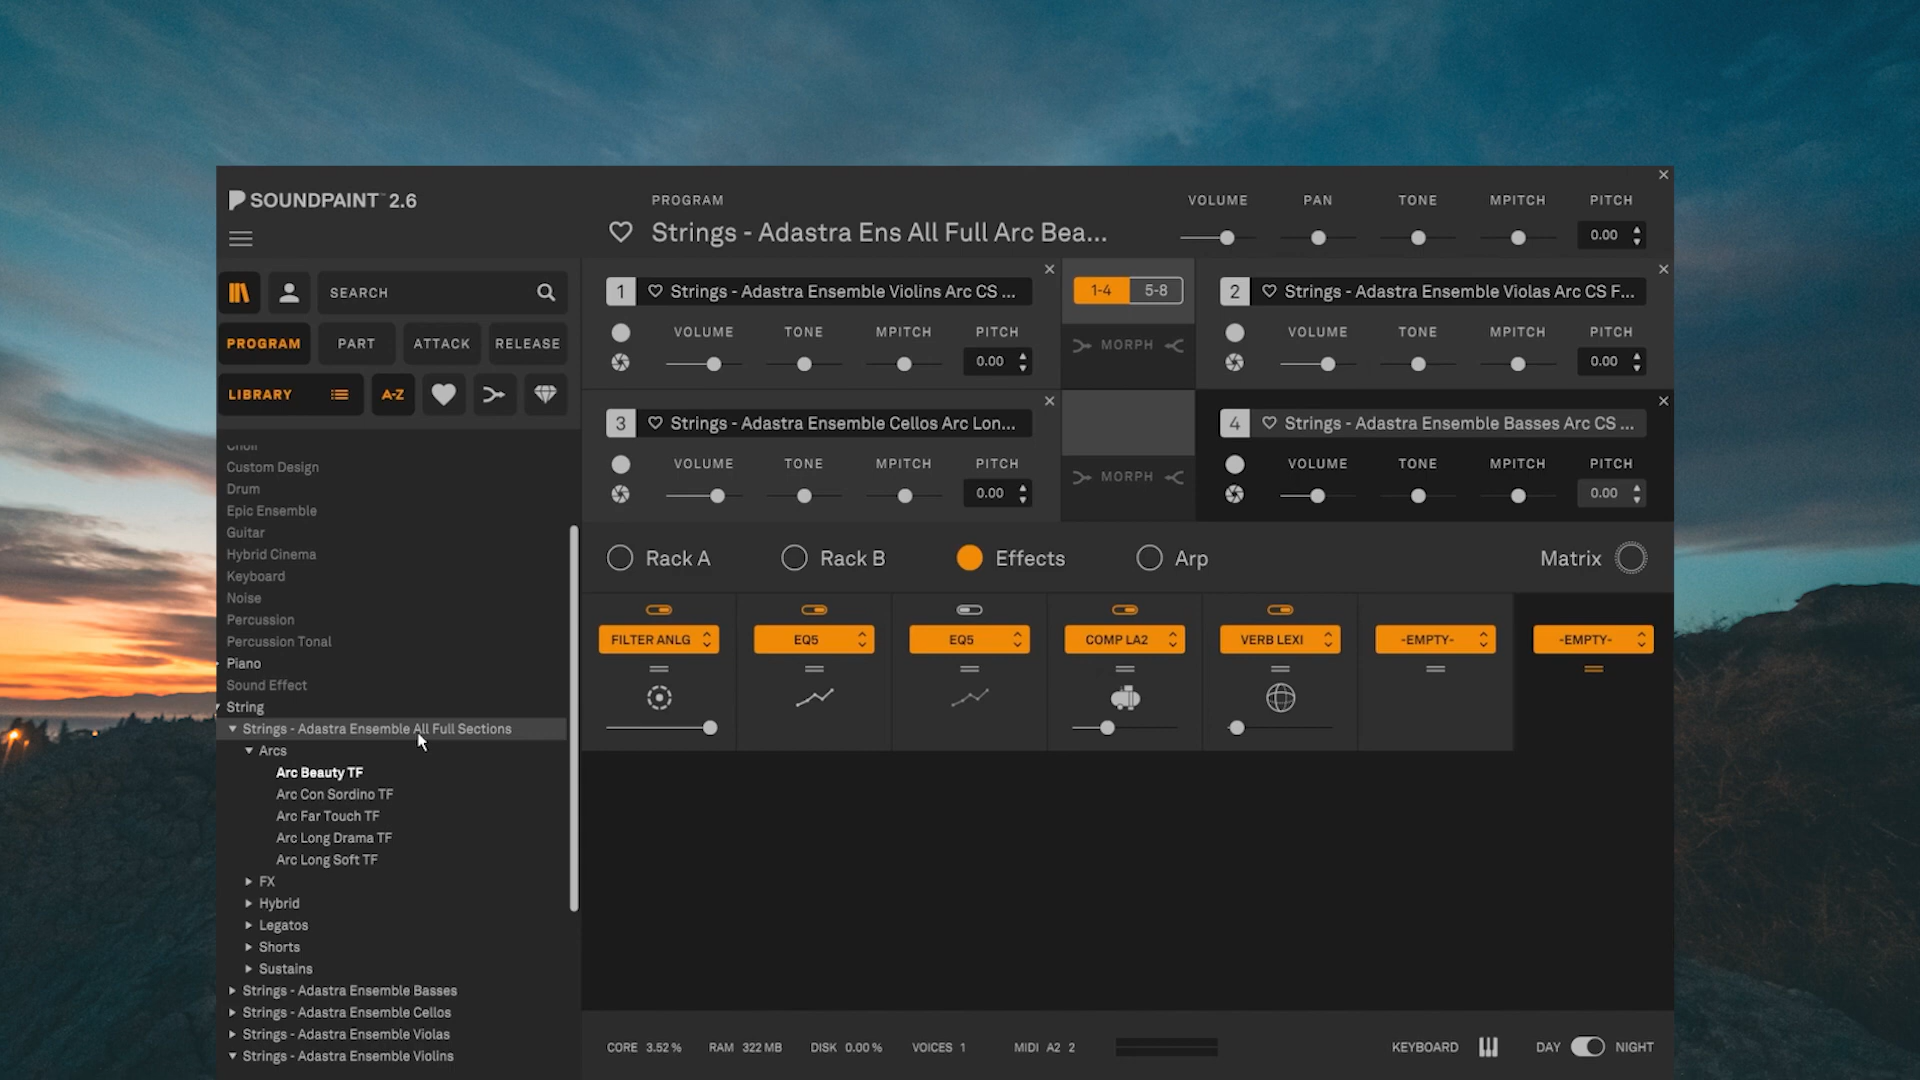 SOUNDPAINT™ 2.6
PROGRAM
Strings - Adastra Ens All Full Arc Bea...
VOLUME PAN TONE MPITCH PITCH
0.00
SEARCH
PROGRAM PART ATTACK RELEASE
LIBRARY A-Z
1 Strings - Adastra Ensemble Violins Arc CS ...
VOLUME TONE MPITCH PITCH
0.00
1-4 5-8
MORPH
2 Strings - Adastra Ensemble Violas Arc CS F...
VOLUME TONE MPITCH PITCH
0.00
3 Strings - Adastra Ensemble Cellos Arc Lon...
VOLUME TONE MPITCH PITCH
0.00
MORPH
4 Strings - Adastra Ensemble Basses Arc CS ...
VOLUME TONE MPITCH PITCH
0.00
Choir
Custom Design
Drum
Epic Ensemble
Guitar
Hybrid Cinema
Keyboard
Noise
Percussion
Percussion Tonal
Piano
Sound Effect
String
Strings - Adastra Ensemble All Full Sections
Arcs
Arc Beauty TF
Arc Con Sordino TF
Arc Far Touch TF
Arc Long Drama TF
Arc Long Soft TF
FX
Hybrid
Legatos
Shorts
Sustains
Strings - Adastra Ensemble Basses
Strings - Adastra Ensemble Cellos
Strings - Adastra Ensemble Violas
Strings - Adastra Ensemble Violins
Rack A Rack B Effects Arp Matrix
FILTER ANLG EQ5 EQ5 COMP LA2 VERB LEXI -EMPTY- -EMPTY-
CORE 3.52 % RAM 322 MB DISK 0.00 % VOICES 1 MIDI A2 2 KEYBOARD DAY NIGHT